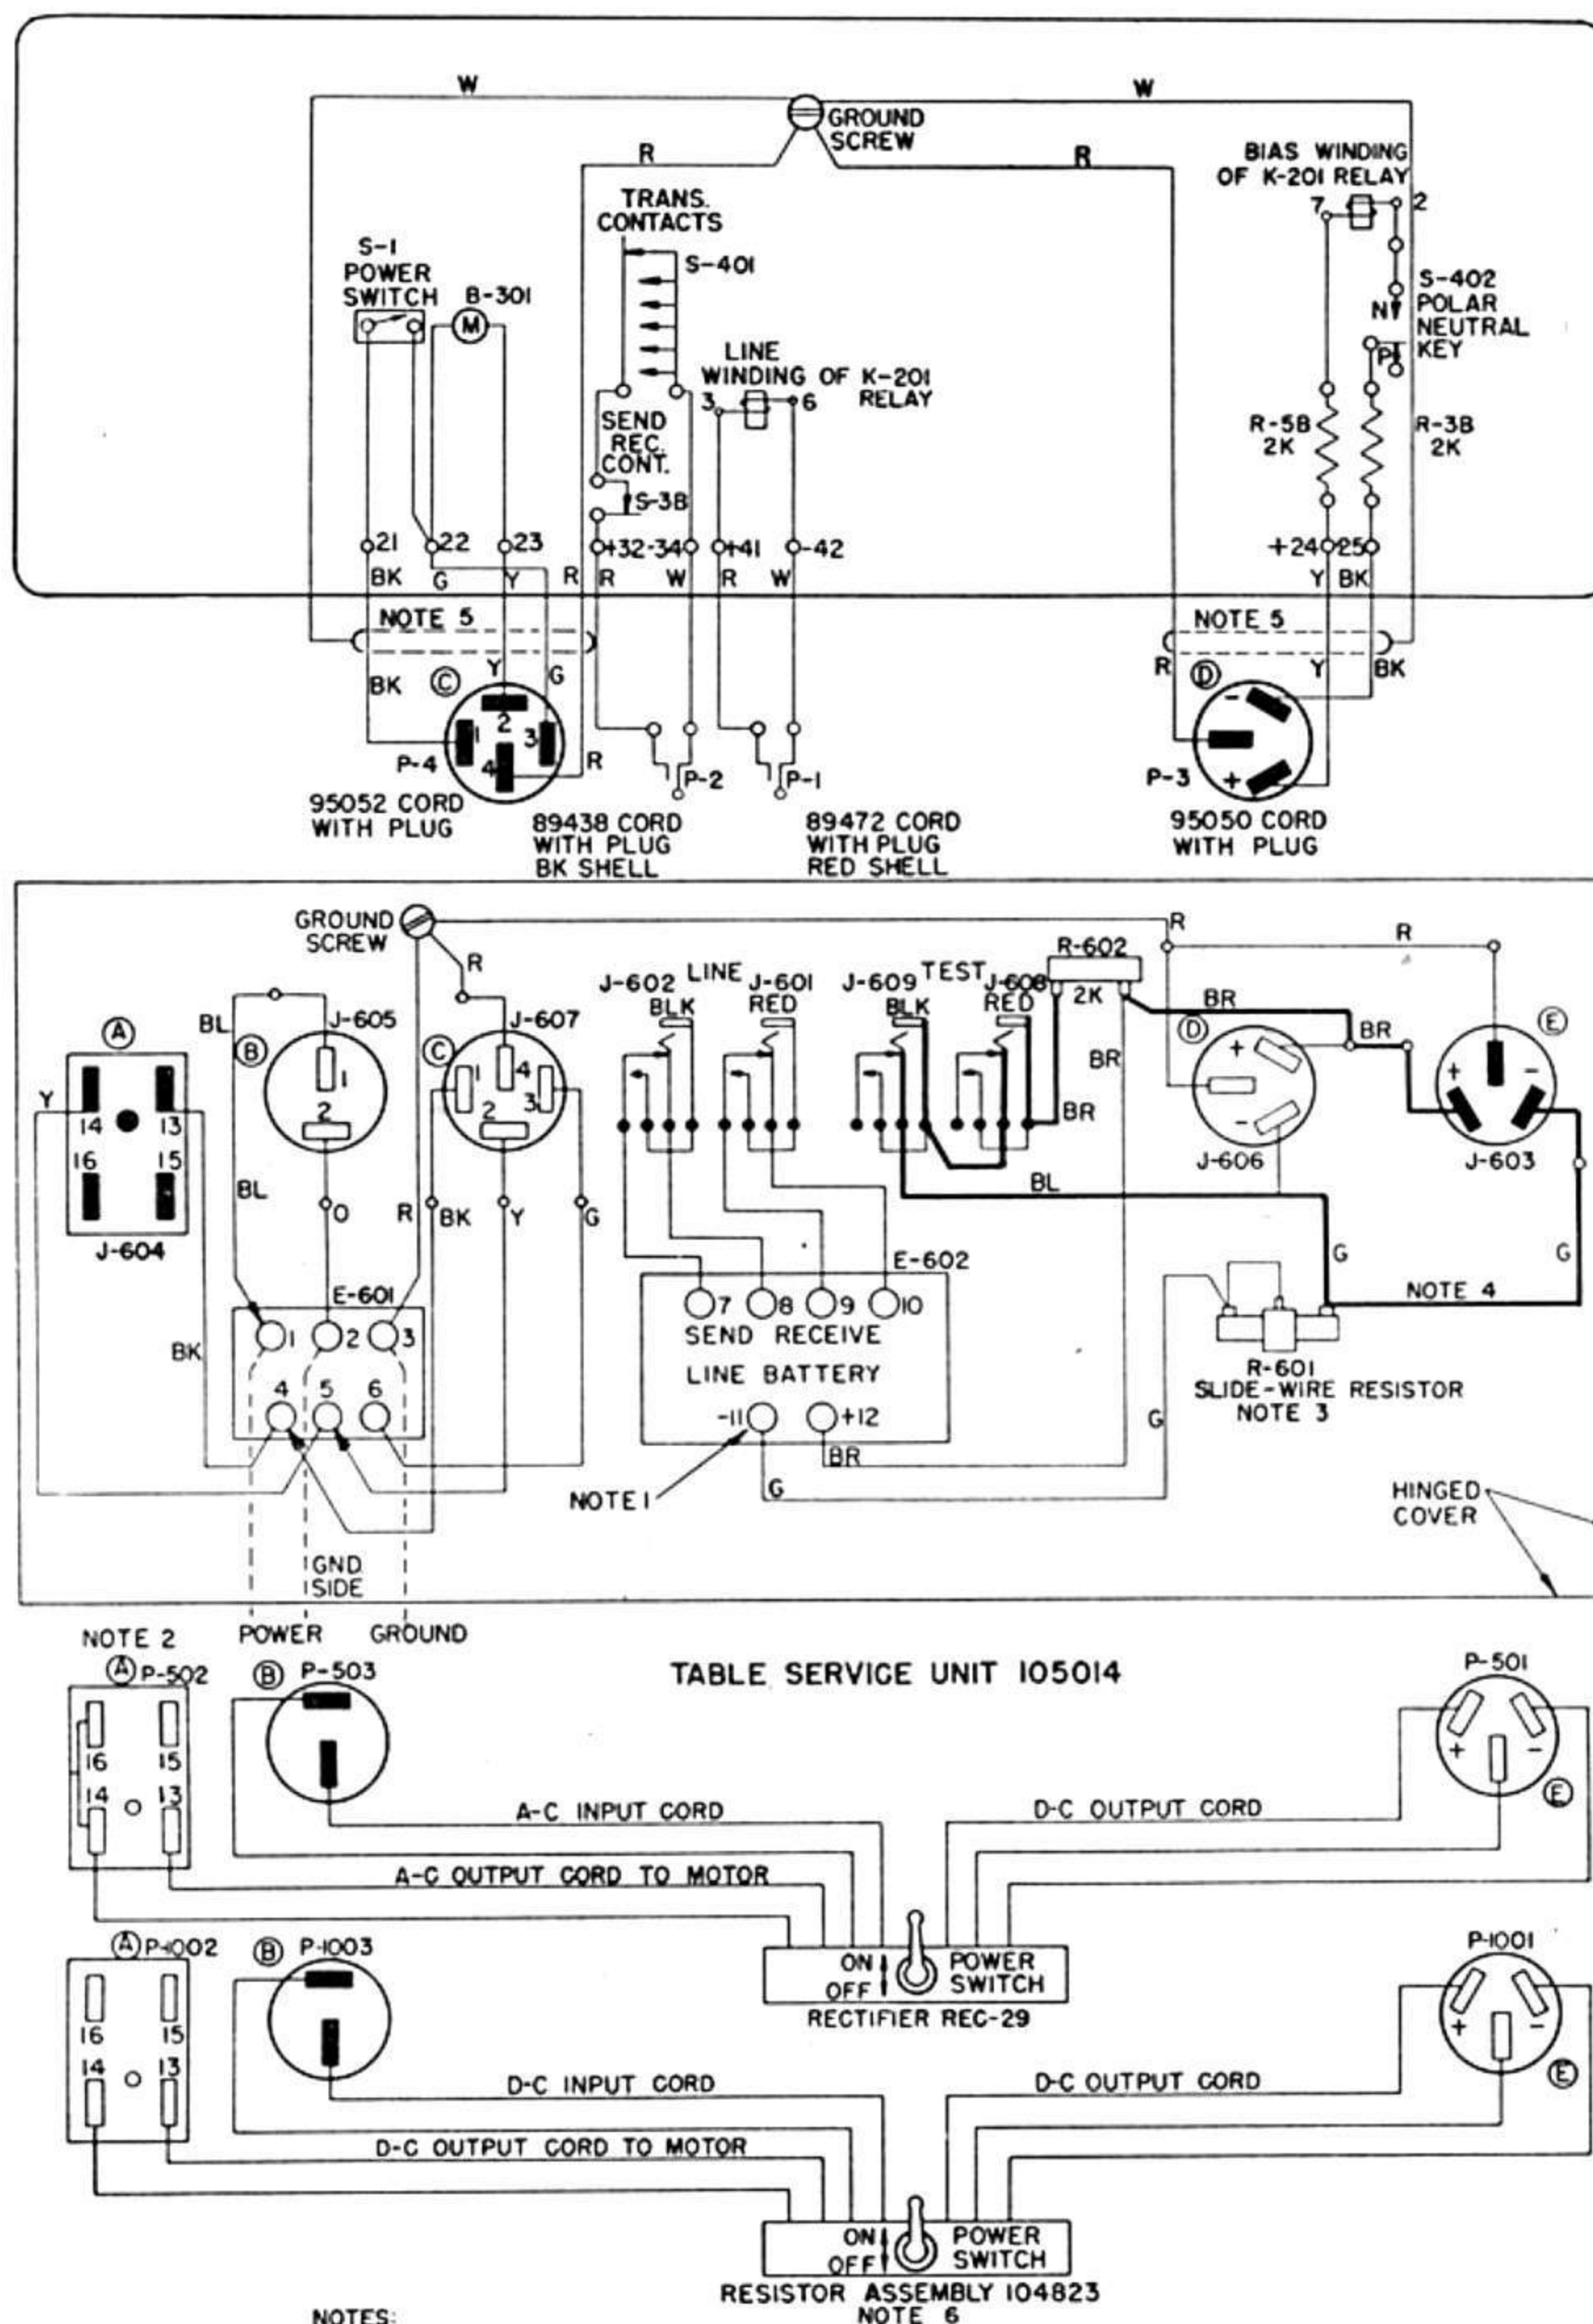 W
W
GROUND
SCREW
R
R
BIAS WINDING
OF K-201 RELAY
7
2
TRANS.
CONTACTS
S-401
S-1
POWER
SWITCH
B-301
M
S-402
POLAR
NEUTRAL
KEY
N
P
LINE
WINDING OF K-201
RELAY
3
6
SEND
REC.
CONT.
S-3B
R-5B
2K
R-3B
2K
21
22
23
+32
-34
+41
-42
+24
25
BK
G
Y
R
R
W
R
W
Y
BK
NOTE 5
NOTE 5
BK
C
Y
G
R
D
Y
BK
1
2
3
4
R
P-4
P-2
P-1
P-3
-
+
95052 CORD
WITH PLUG
89438 CORD
WITH PLUG
BK SHELL
89472 CORD
WITH PLUG
RED SHELL
95050 CORD
WITH PLUG
GROUND
SCREW
R
R
R
R-602
2K
J-602
LINE
J-601
BLK
RED
J-609
TEST
J-608
BLK
RED
BR
BR
BR
BR
A
BL
B
J-605
C
J-607
D
E
Y
14
13
16
15
J-604
1
2
1
4
3
2
+
-
J-606
+
-
J-603
BL
O
R
BK
Y
G
BL
G
G
E-601
E-602
NOTE 4
BK
1
2
3
4
5
6
7
8
9
10
SEND RECEIVE
LINE BATTERY
-11
+12
R-601
SLIDE-WIRE RESISTOR
NOTE 3
G
BR
G
NOTE 1
HINGED
COVER
GND
SIDE
POWER
GROUND
NOTE 2
A P-502
B P-503
TABLE SERVICE UNIT 105014
P-501
16
15
14
13
+
-
E
A-C INPUT CORD
D-C OUTPUT CORD
A-C OUTPUT CORD TO MOTOR
A P-1002
B P-1003
ON
OFF
POWER
SWITCH
RECTIFIER REC-29
P-1001
16
15
14
13
+
-
E
D-C INPUT CORD
D-C OUTPUT CORD
D-C OUTPUT CORD TO MOTOR
ON
OFF
POWER
SWITCH
RESISTOR ASSEMBLY 104823
NOTE 6
NOTES: